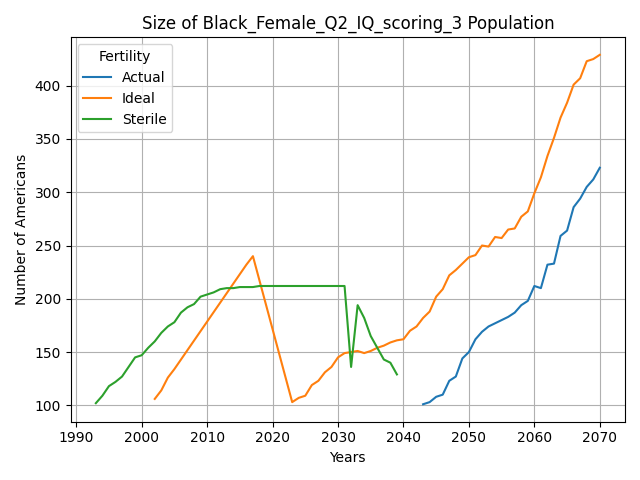 Size of Black_Female_Q2_IQ_scoring_3 Population
Fertility
Actual
Ideal
Sterile
Number of Americans
400
350
300
250
200
150
100
1990 2000 2010 2020 2030 2040 2050 2060 2070
Years